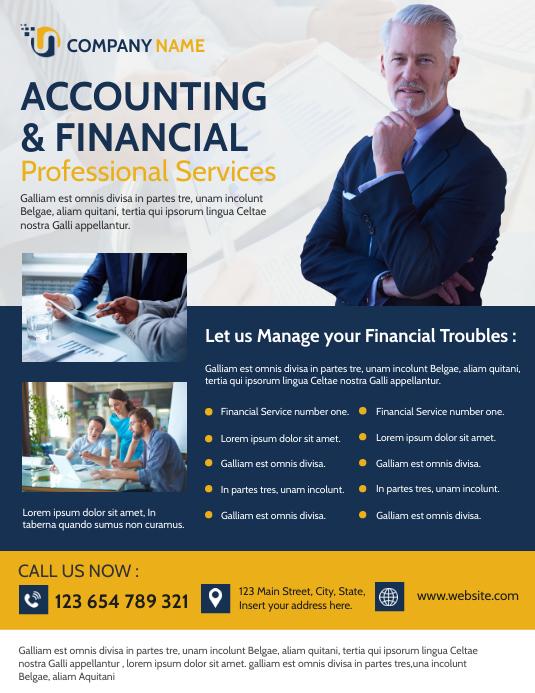 COMPANY NAME
ACCOUNTING
& FINANCIAL
Professional Services
Galliam est omnis divisa in partes tre, unam incolunt
Belgae, aliam quitani, tertia qui ipsorum lingua Celtae
nostra Galli appellantur.
Let us Manage your Financial Troubles :
Galliam est omnis divisa in partes tre, unam incolunt Belgae, aliam quitani,
tertia qui ipsorum lingua Celtae nostra Galli appellantur.
Financial Service number one.
Lorem ipsum dolor sit amet.
Galliam est omnis divisa.
In partes tres, unam incolunt.
Galliam est omnis divisa.
Financial Service number one.
Lorem ipsum dolor sit amet.
Galliam est omnis divisa.
In partes tres, unam incolunt.
Galliam est omnis divisa.
Lorem ipsum dolor sit amet, In
taberna quando sumus non curamus.
CALL US NOW :
123 654 789 321
123 Main Street, City, State,
Insert your address here.
www.website.com
Galliam est omnis divisa in partes tre, unam incolunt Belgae, aliam quitani, tertia qui ipsorum lingua Celtae
nostra Galli appellantur , lorem ipsum dolor sit amet. galliam est omnis divisa in partes tres,una incolunt
Belgae, aliam Aquitani